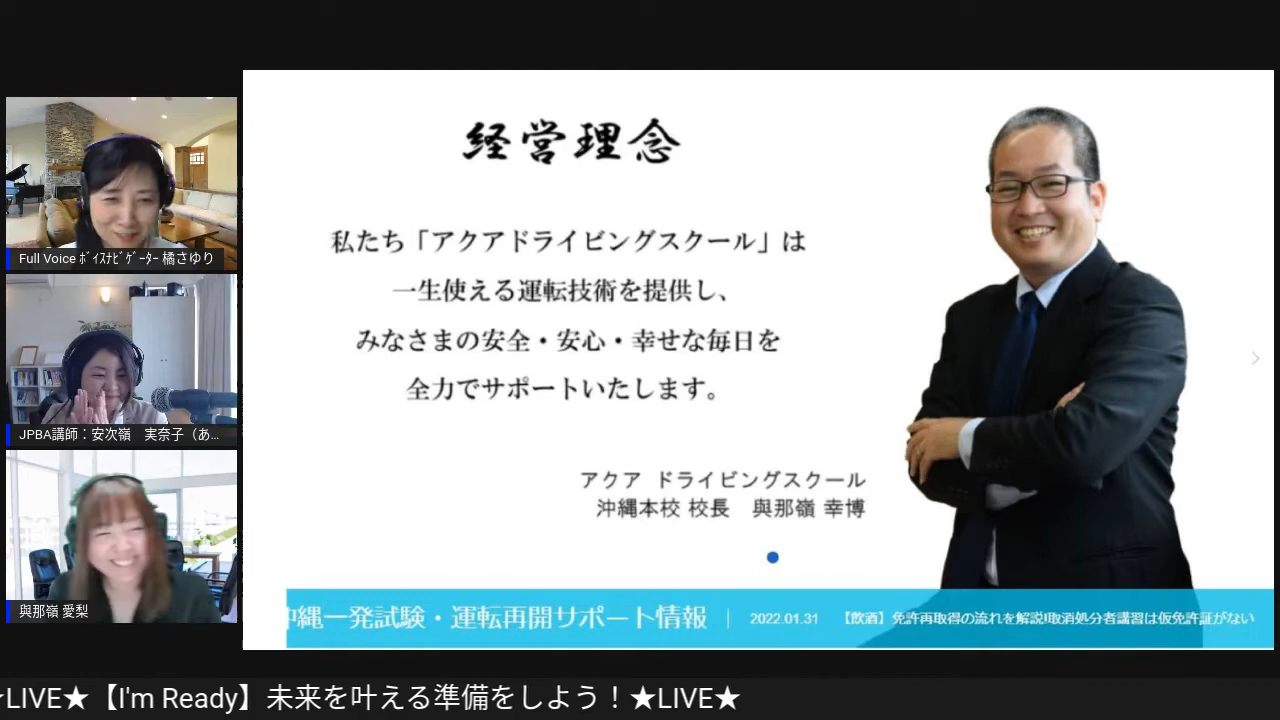 Full Voice ﾎﾞｲｽﾅﾋﾞｹﾞｰﾀｰ 橘さゆり
JPBA講師：安次嶺　実奈子（あ...
與那嶺 愛梨
経営理念
私たち「アクアドライビングスクール」は
一生使える運転技術を提供し、
みなさまの安全・安心・幸せな毎日を
全力でサポートいたします。
アクア ドライビングスクール
沖縄本校 校長　與那嶺 幸博
沖縄一発試験・運転再開サポート情報 | 2022.01.31 【飲酒】免許再取得の流れを解説!取消処分者講習は仮免許証がない
★LIVE★【I'm Ready】未来を叶える準備をしよう！★LIVE★